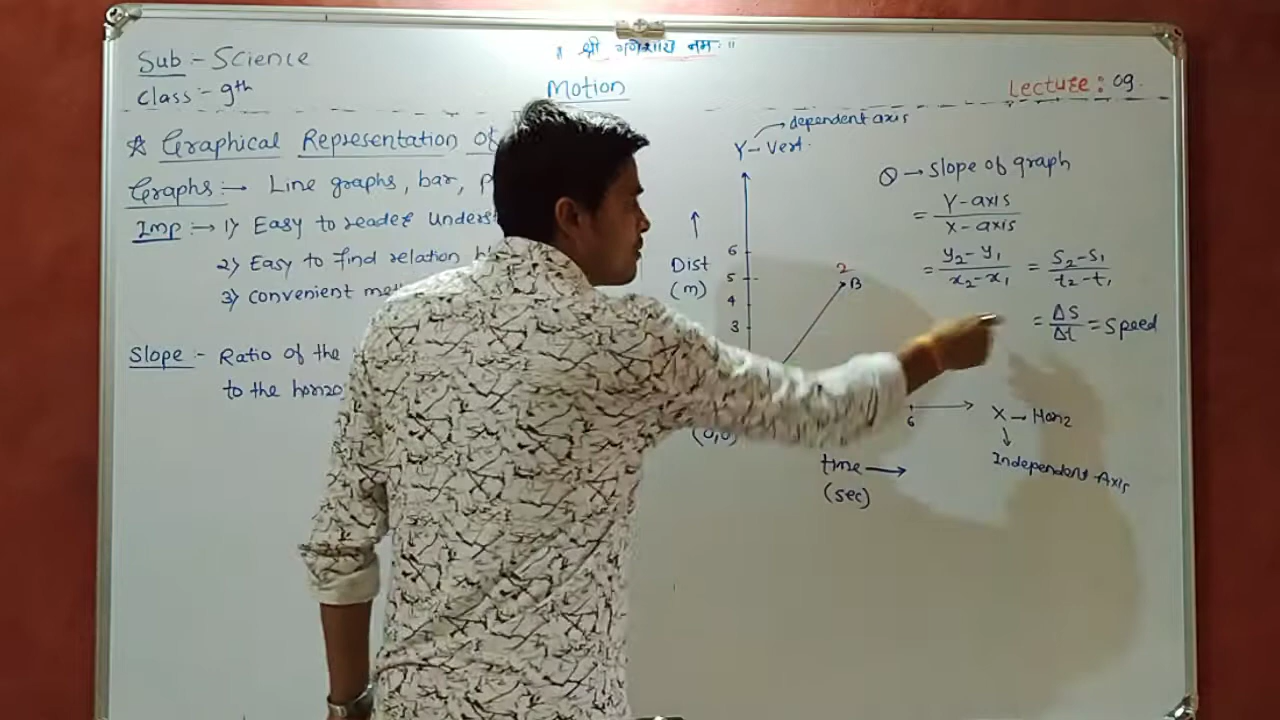 ॥ श्री गणेशाय नमः ॥
Sub :- Science
Class :- 9th
Motion
Lecture : 09.
☆ Graphical Representation of
Graphs :→ Line graphs, bar, p
Imp :→ 1) Easy to read & Underst
2) Easy to find relation b
3) Convenient met
Slope :- Ratio of the
to the horizo
dependent axis
Y → Vert.
6
5
4
3
Dist
(m)
2
B
(0,0)
6
time →
(sec)
X → Horiz
Independent Axis
θ → Slope of graph
= Y-axis / X-axis
= y₂ - y₁ / x₂ - x₁ = S₂ - S₁ / t₂ - t₁
= ΔS / Δt = Speed